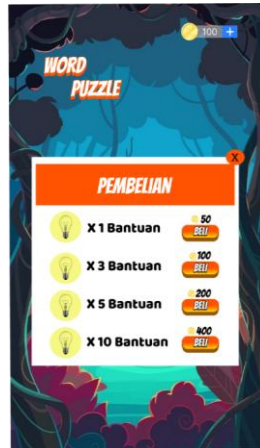 100 +
WORD
PUZZLE
X
PEMBELIAN
X 1 Bantuan
50
BELI
X 3 Bantuan
100
BELI
X 5 Bantuan
200
BELI
X 10 Bantuan
400
BELI